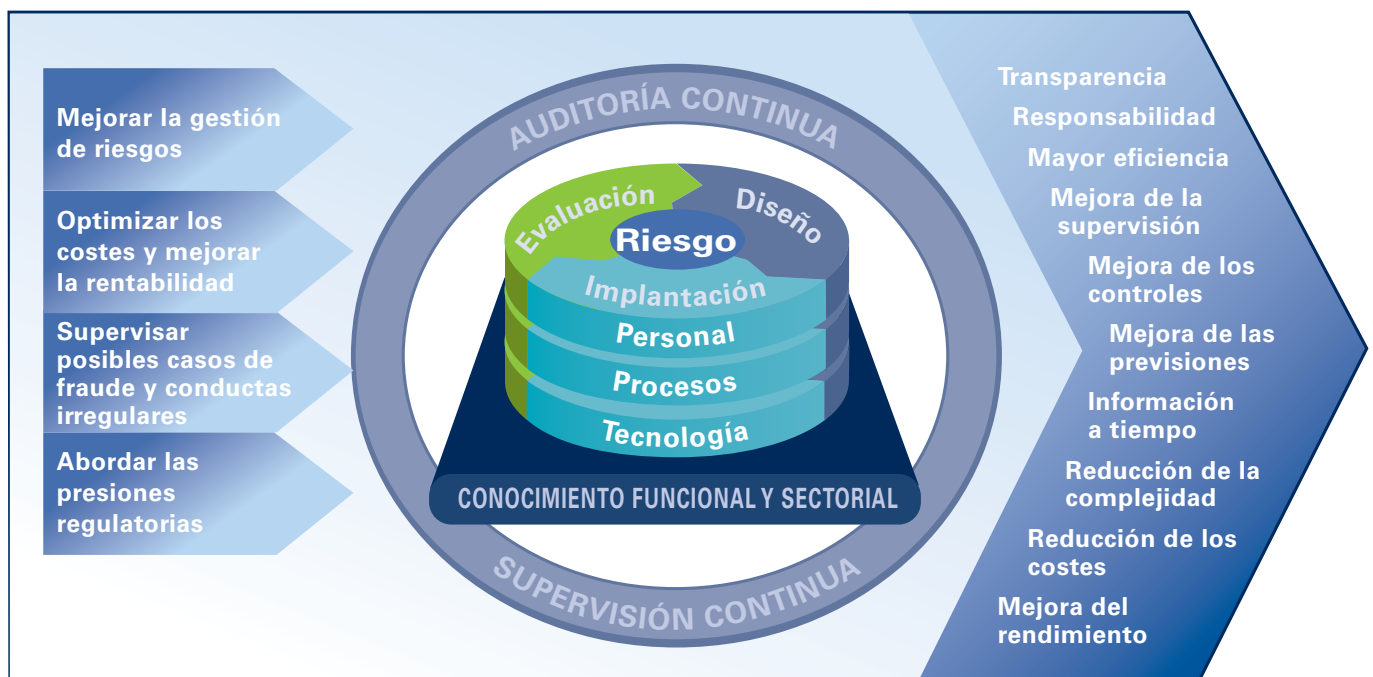 Mejorar la gestión
de riesgos
Optimizar los
costes y mejorar
la rentabilidad
Supervisar
posibles casos de
fraude y conductas
irregulares
Abordar las
presiones
regulatorias
AUDITORÍA CONTINUA
Evaluación
Diseño
Riesgo
Implantación
Personal
Procesos
Tecnología
CONOCIMIENTO FUNCIONAL Y SECTORIAL
SUPERVISIÓN CONTINUA
Transparencia
Responsabilidad
Mayor eficiencia
Mejora de la
supervisión
Mejora de los
controles
Mejora de las
previsiones
Información
a tiempo
Reducción de la
complejidad
Reducción de los
costes
Mejora del
rendimiento